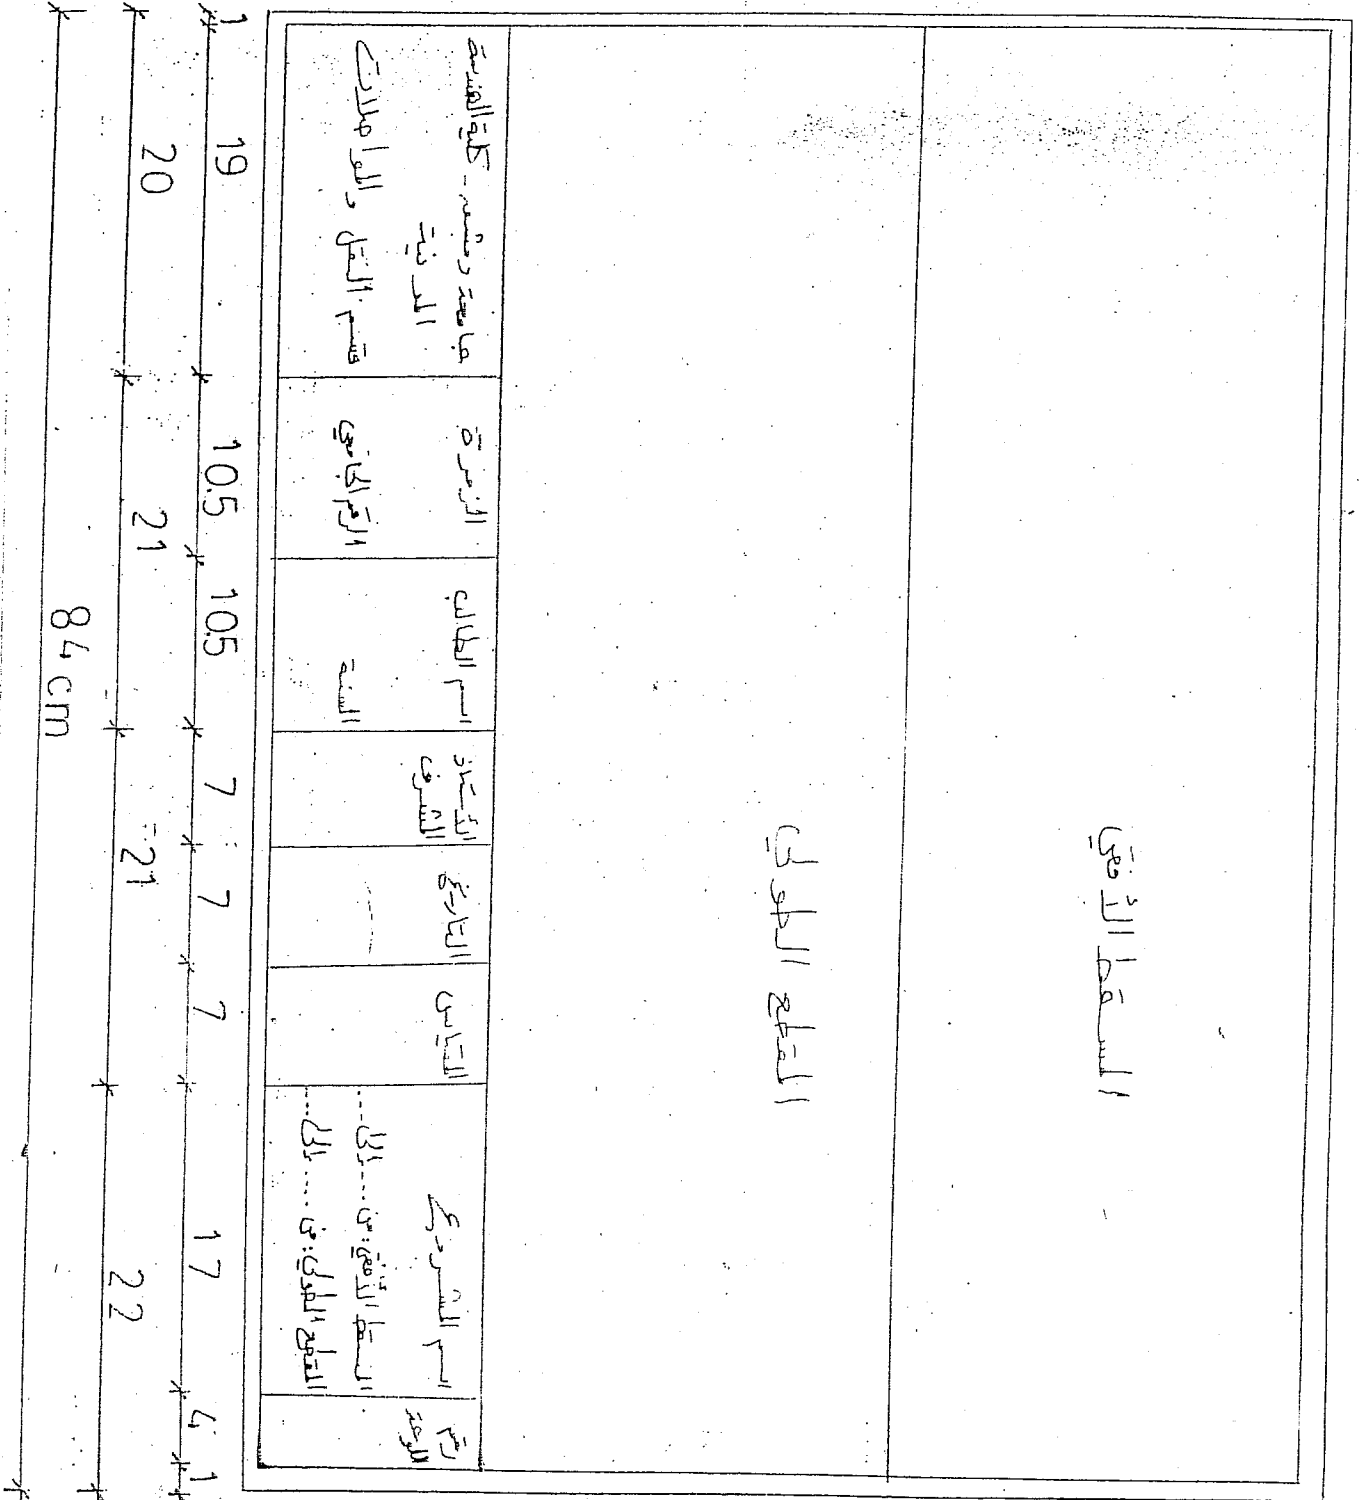 المسقط الأفقي
المقطع الطولي
جامعة دمشق - كلية الهندسة
المدنية
قسم النقل والمواصلات
الزمرة
الرقم الجامعي
اسم الطالب
السنة
الأستاذ
المشرف
التاريخ
المقياس
اسم المشروع
المسقط الأفقي: من ...... إلى ......
المقطع الطولي: من ...... إلى ......
رقم
اللوحة
1 19 10.5 10.5 7 7 7 17 4 1
20 21 21 22
84 cm